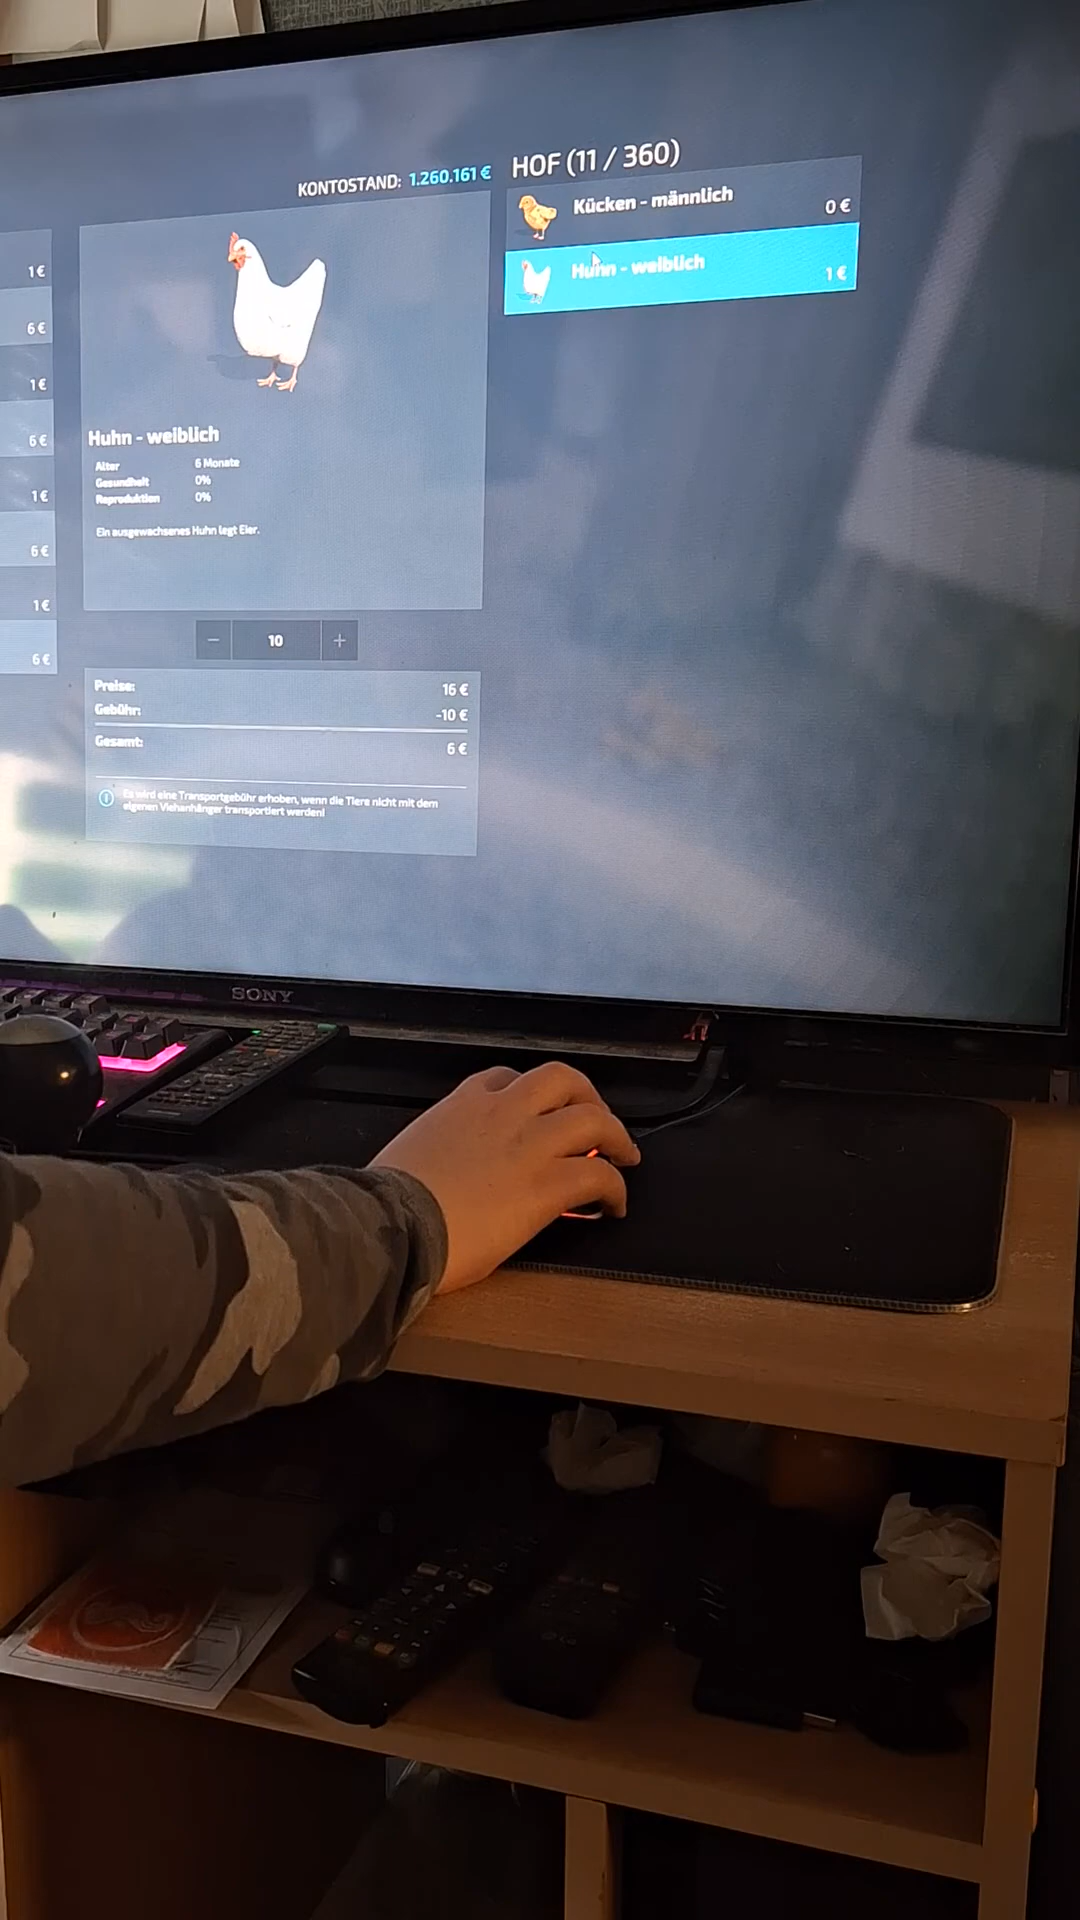 KONTOSTAND: 1.260.161 €
HOF (11 / 360)
Kücken - männlich
0 €
Huhn - weiblich
1 €
1 €
6 €
1 €
6 €
1 €
6 €
1 €
6 €
Huhn - weiblich
Alter 6 Monate
Gesundheit 0%
Reproduktion 0%
Ein ausgewachsenes Huhn legt Eier.
− 10 +
Preise: 16 €
Gebühr: -10 €
Gesamt: 6 €
Es wird eine Transportgebühr erhoben, wenn die Tiere nicht mit dem
eigenen Viehanhänger transportiert werden!
SONY